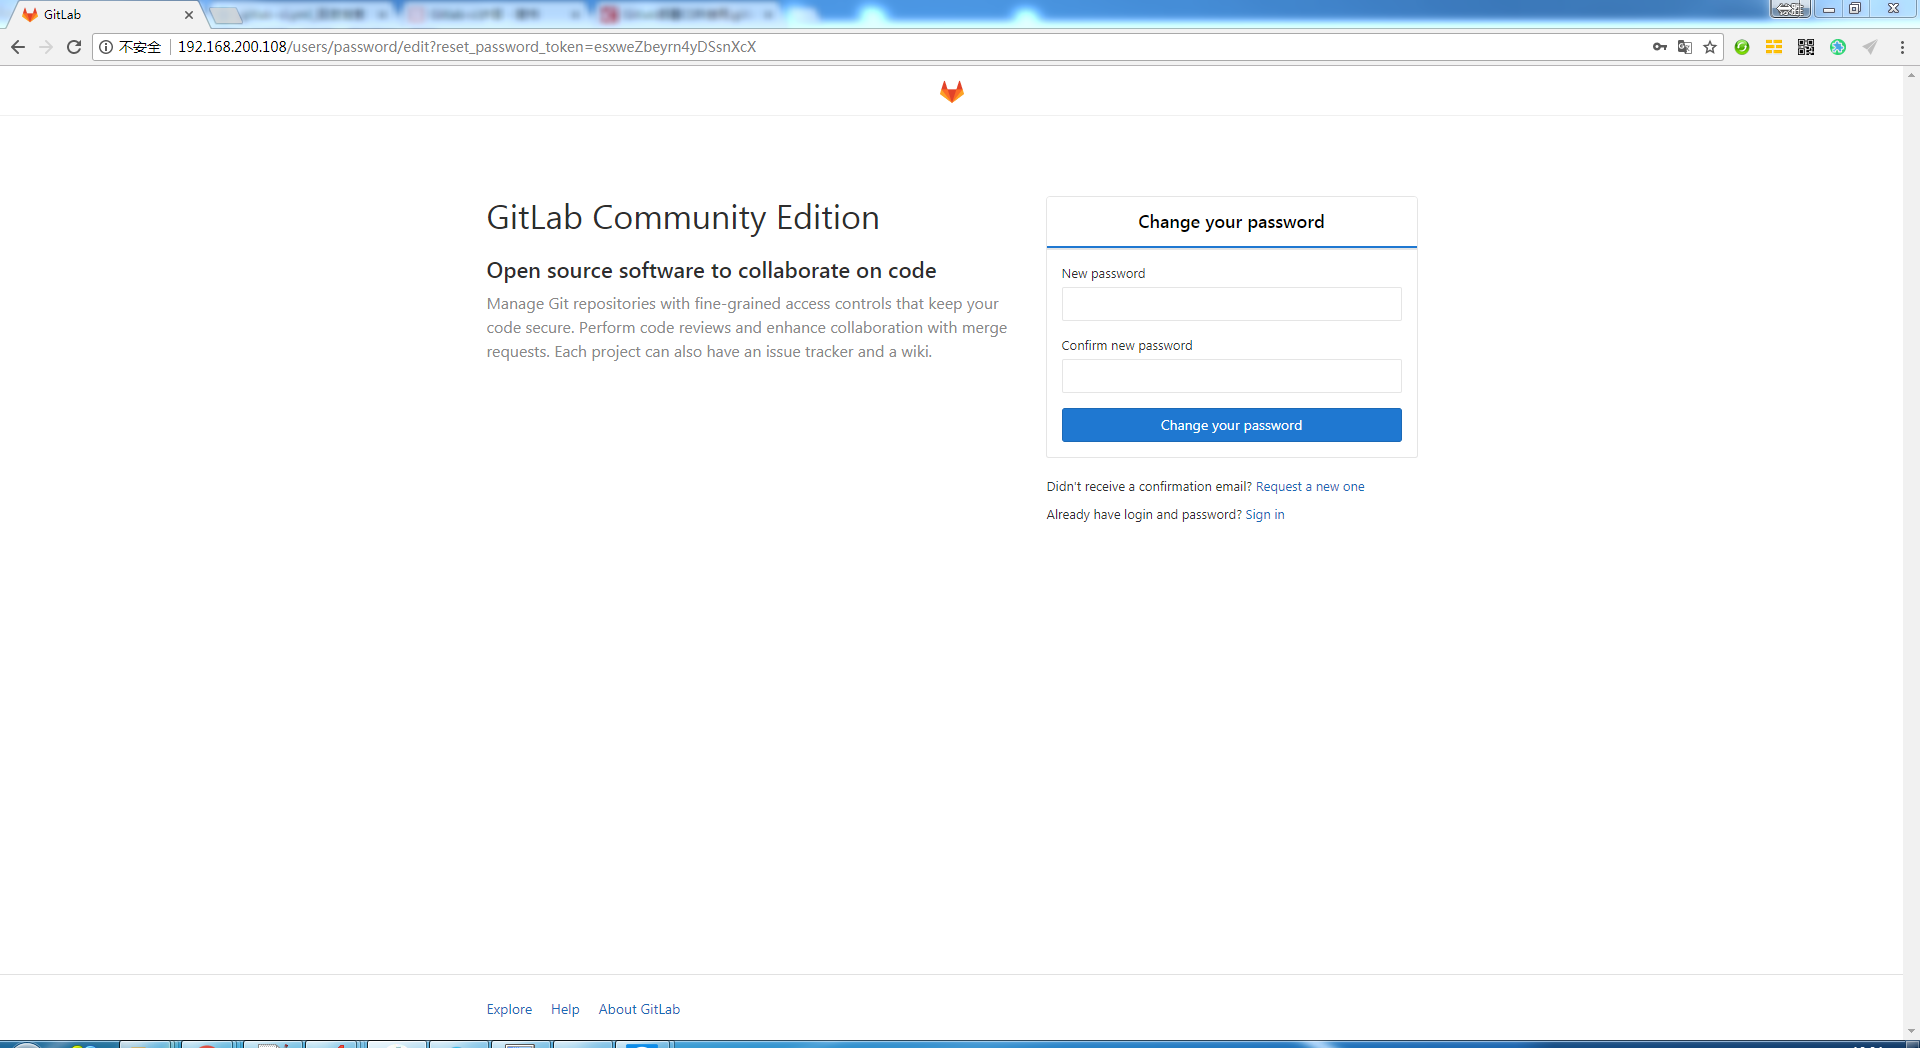 GitLab
不安全
192.168.200.108/users/password/edit?reset_password_token=esxweZbeyrn4yDSsnXcX
GitLab Community Edition
Open source software to collaborate on code
Manage Git repositories with fine-grained access controls that keep your
code secure. Perform code reviews and enhance collaboration with merge
requests. Each project can also have an issue tracker and a wiki.
Change your password
New password
Confirm new password
Change your password
Didn't receive a confirmation email? Request a new one
Already have login and password? Sign in
Explore Help About GitLab